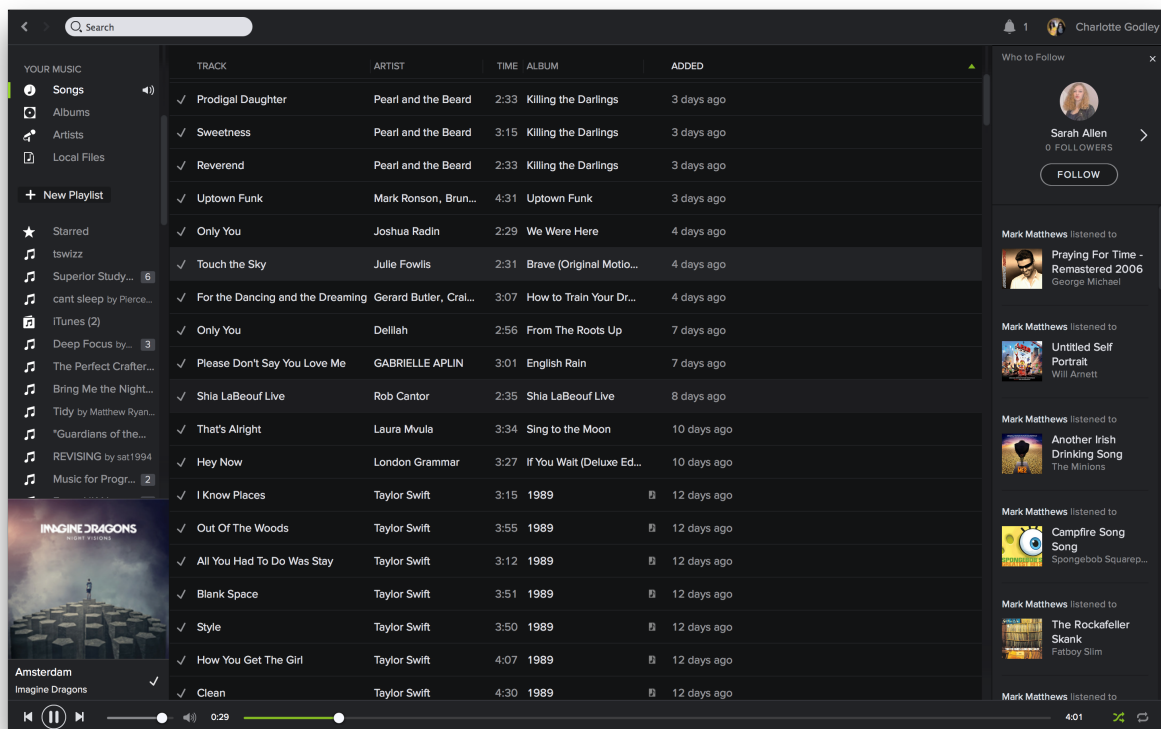 Search
1
Charlotte Godley
YOUR MUSIC
Songs
Albums
Artists
Local Files
New Playlist
Starred
tswizz
Superior Study... 6
cant sleep by Pierce...
iTunes (2)
Deep Focus by... 3
The Perfect Crafter...
Bring Me the Night...
Tidy by Matthew Ryan...
"Guardians of the...
REVISING by sat1994
Music for Progr... 2
IMAGINE DRAGONS
NIGHT VISIONS
Amsterdam
Imagine Dragons
TRACK ARTIST TIME ALBUM ADDED
Prodigal Daughter Pearl and the Beard 2:33 Killing the Darlings 3 days ago
Sweetness Pearl and the Beard 3:15 Killing the Darlings 3 days ago
Reverend Pearl and the Beard 2:33 Killing the Darlings 3 days ago
Uptown Funk Mark Ronson, Brun... 4:31 Uptown Funk 3 days ago
Only You Joshua Radin 2:29 We Were Here 4 days ago
Touch the Sky Julie Fowlis 2:31 Brave (Original Motio... 4 days ago
For the Dancing and the Dreaming Gerard Butler, Crai... 3:07 How to Train Your Dr... 4 days ago
Only You Delilah 2:56 From The Roots Up 7 days ago
Please Don't Say You Love Me GABRIELLE APLIN 3:01 English Rain 7 days ago
Shia LaBeouf Live Rob Cantor 2:35 Shia LaBeouf Live 8 days ago
That's Alright Laura Mvula 3:34 Sing to the Moon 10 days ago
Hey Now London Grammar 3:27 If You Wait (Deluxe Ed... 10 days ago
I Know Places Taylor Swift 3:15 1989 12 days ago
Out Of The Woods Taylor Swift 3:55 1989 12 days ago
All You Had To Do Was Stay Taylor Swift 3:12 1989 12 days ago
Blank Space Taylor Swift 3:51 1989 12 days ago
Style Taylor Swift 3:50 1989 12 days ago
How You Get The Girl Taylor Swift 4:07 1989 12 days ago
Clean Taylor Swift 4:30 1989 12 days ago
Who to Follow
Sarah Allen
0 FOLLOWERS
FOLLOW
Mark Matthews listened to
Praying For Time -
Remastered 2006
George Michael
Mark Matthews listened to
Untitled Self
Portrait
Will Arnett
Mark Matthews listened to
Another Irish
Drinking Song
The Minions
Mark Matthews listened to
Campfire Song
Song
Spongebob Squarep...
Mark Matthews listened to
The Rockafeller
Skank
Fatboy Slim
Mark Matthews listened to
0:29
4:01